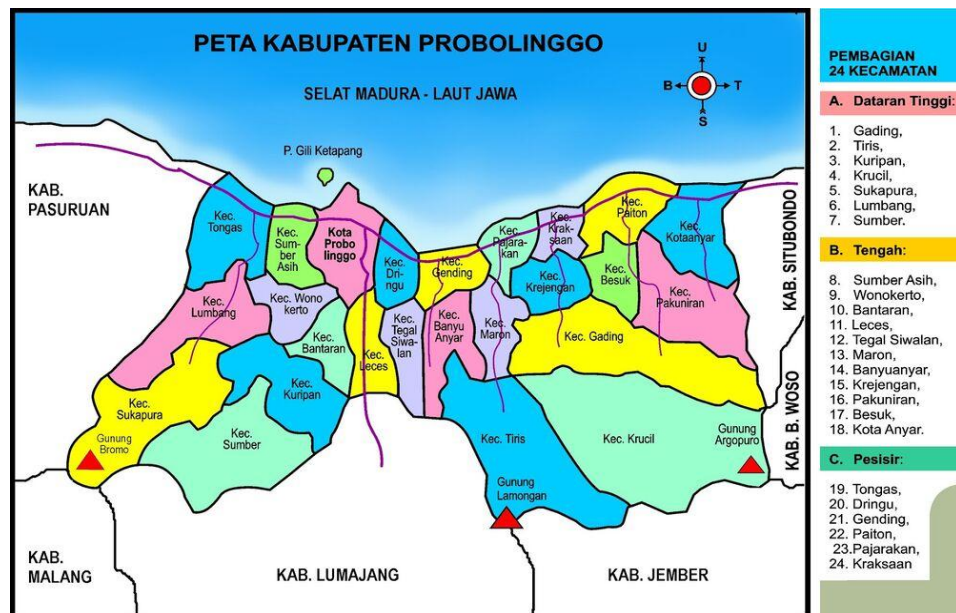 PETA KABUPATEN PROBOLINGGO
SELAT MADURA - LAUT JAWA
U
B
T
S
P. Gili Ketapang
KAB.
PASURUAN
Kec.
Tongas
Kec.
Sum-
ber
Asih
Kota
Probo
linggo
Kec.
Dri-
ngu
Kec.
Gending
Kec.
Pajara-
kan
Kec.
Krak-
saan
Kec.
Paiton
Kec.
Kotaanyar
KAB. SITUBONDO
Kec.
Lumbang
Kec. Wono
kerto
Kec.
Bantaran
Kec.
Leces
Kec.
Tegal
Siwa-
lan
Kec.
Banyu
Anyar
Kec.
Maron
Kec.
Krejengan
Kec.
Besuk
Kec.
Pakuniran
Kec. Gading
Kec.
Sukapura
Gunung
Bromo
Kec.
Kuripan
Kec.
Sumber
Kec. Tiris
Gunung
Lamongan
Kec. Krucil
Gunung
Argopuro
KAB. B. WOSO
KAB.
MALANG
KAB. LUMAJANG
KAB. JEMBER
PEMBAGIAN
24 KECAMATAN
A. Dataran Tinggi:
1. Gading,
2. Tiris,
3. Kuripan,
4. Krucil,
5. Sukapura,
6. Lumbang,
7. Sumber.
B. Tengah:
8. Sumber Asih,
9. Wonokerto,
10. Bantaran,
11. Leces,
12. Tegal Siwalan,
13. Maron,
14. Banyuanyar,
15. Krejengan,
16. Pakuniran,
17. Besuk,
18. Kota Anyar.
C. Pesisir:
19. Tongas,
20. Dringu,
21. Gending,
22. Paiton,
23.Pajarakan,
24. Kraksaan